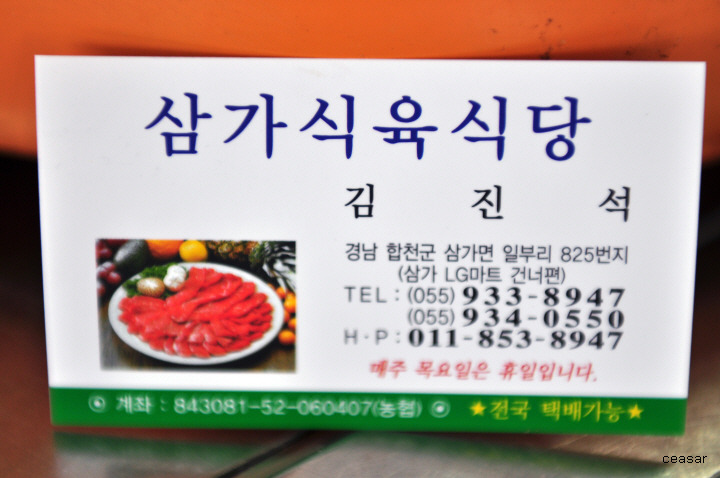 삼가식육식당
김 진 석
경남 합천군 삼가면 일부리 825번지
(삼가 LG마트 건너편)
TEL : (055) 933-8947
(055) 934-0550
H·P : 011-853-8947
매주 목요일은 휴일입니다.
◉ 계좌 : 843081-52-060407(농협) ◉ ★전국 택배가능★
ceasar